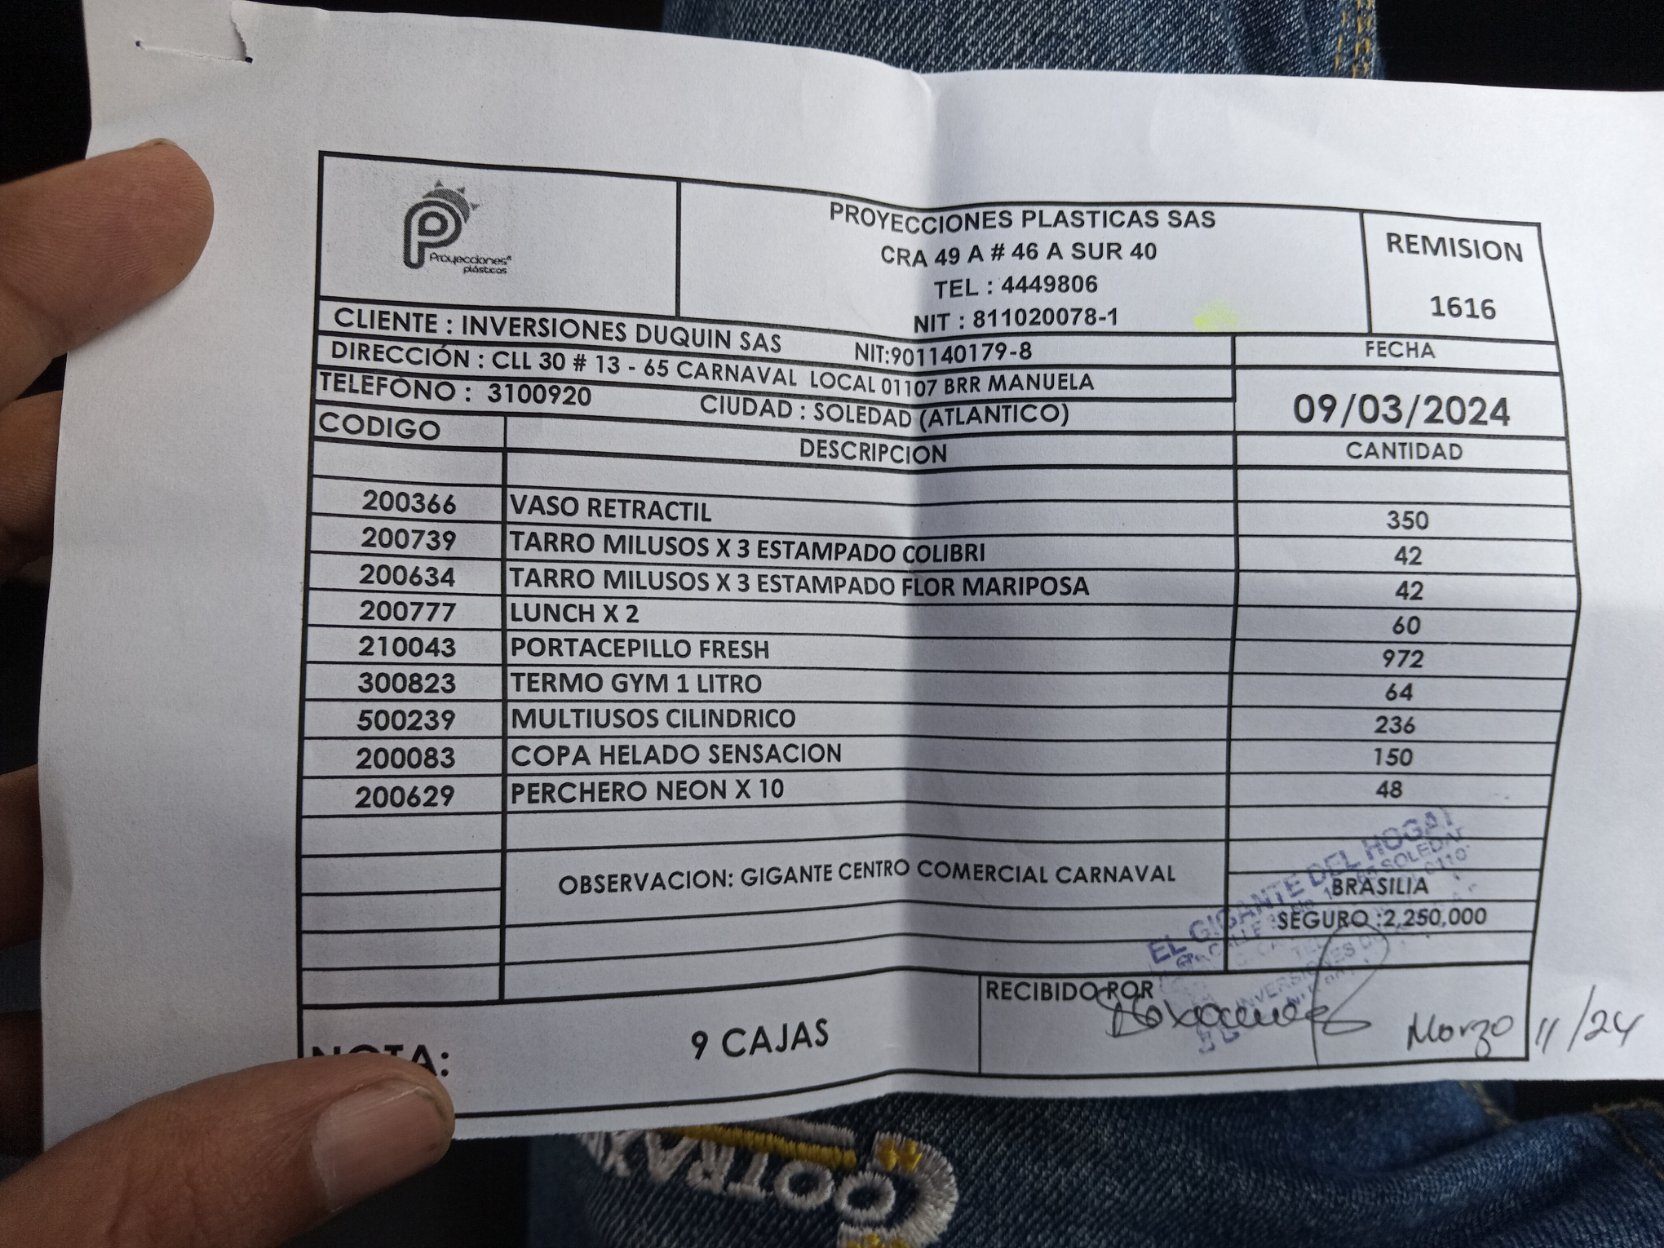 Proyecciones®
plásticos
PROYECCIONES PLASTICAS SAS
CRA 49 A # 46 A SUR 40
TEL : 4449806
NIT : 811020078-1
REMISION
1616
CLIENTE : INVERSIONES DUQUIN SAS NIT:901140179-8
DIRECCIÓN : CLL 30 # 13 - 65 CARNAVAL LOCAL 01107 BRR MANUELA
TELEFÓNO : 3100920 CIUDAD : SOLEDAD (ATLANTICO)
FECHA
09/03/2024
CODIGO DESCRIPCION CANTIDAD
200366 VASO RETRACTIL 350
200739 TARRO MILUSOS X 3 ESTAMPADO COLIBRI 42
200634 TARRO MILUSOS X 3 ESTAMPADO FLOR MARIPOSA 42
200777 LUNCH X 2 60
210043 PORTACEPILLO FRESH 972
300823 TERMO GYM 1 LITRO 64
500239 MULTIUSOS CILINDRICO 236
200083 COPA HELADO SENSACION 150
200629 PERCHERO NEON X 10 48
OBSERVACION: GIGANTE CENTRO COMERCIAL CARNAVAL
BRASILIA
SEGURO :2,250,000
EL GIGANTE DEL HOGAR
NOTA: 9 CAJAS
RECIBIDO POR
Marzo 11/24